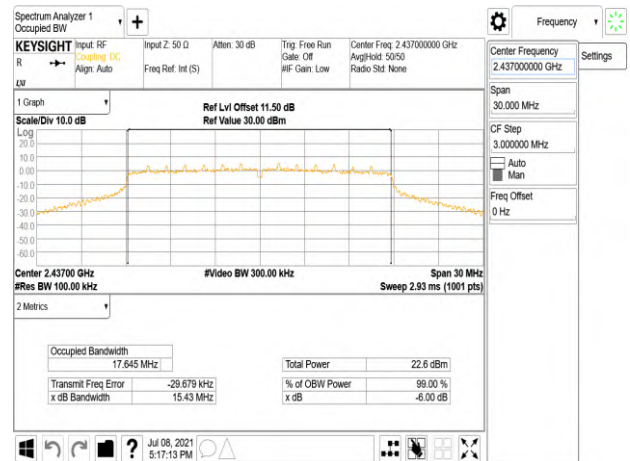 Spectrum Analyzer 1
Occupied BW
Frequency
KEYSIGHT
R
Input: RF
Coupling: DC
Align: Auto
Input Z: 50 Ω
Freq Ref: Int (S)
Atten: 30 dB
Trig: Free Run
Gate: Off
#IF Gain: Low
Center Freq: 2.437000000 GHz
Avg|Hold: 50/50
Radio Std: None
LXI
1 Graph
Ref Lvl Offset 11.50 dB
Scale/Div 10.0 dB
Ref Value 30.00 dBm
Log
20.0
10.0
0.00
-10.0
-20.0
-30.0
-40.0
-50.0
-60.0
Center 2.43700 GHz
#Video BW 300.00 kHz
Span 30 MHz
#Res BW 100.00 kHz
Sweep 2.93 ms (1001 pts)
2 Metrics
Occupied Bandwidth
17.645 MHz
Total Power
22.6 dBm
Transmit Freq Error
-29.679 kHz
% of OBW Power
99.00 %
x dB Bandwidth
15.43 MHz
x dB
-6.00 dB
Center Frequency
2.437000000 GHz
Settings
Span
30.000 MHz
CF Step
3.000000 MHz
Auto
Man
Freq Offset
0 Hz
?
Jul 08, 2021
5:17:13 PM